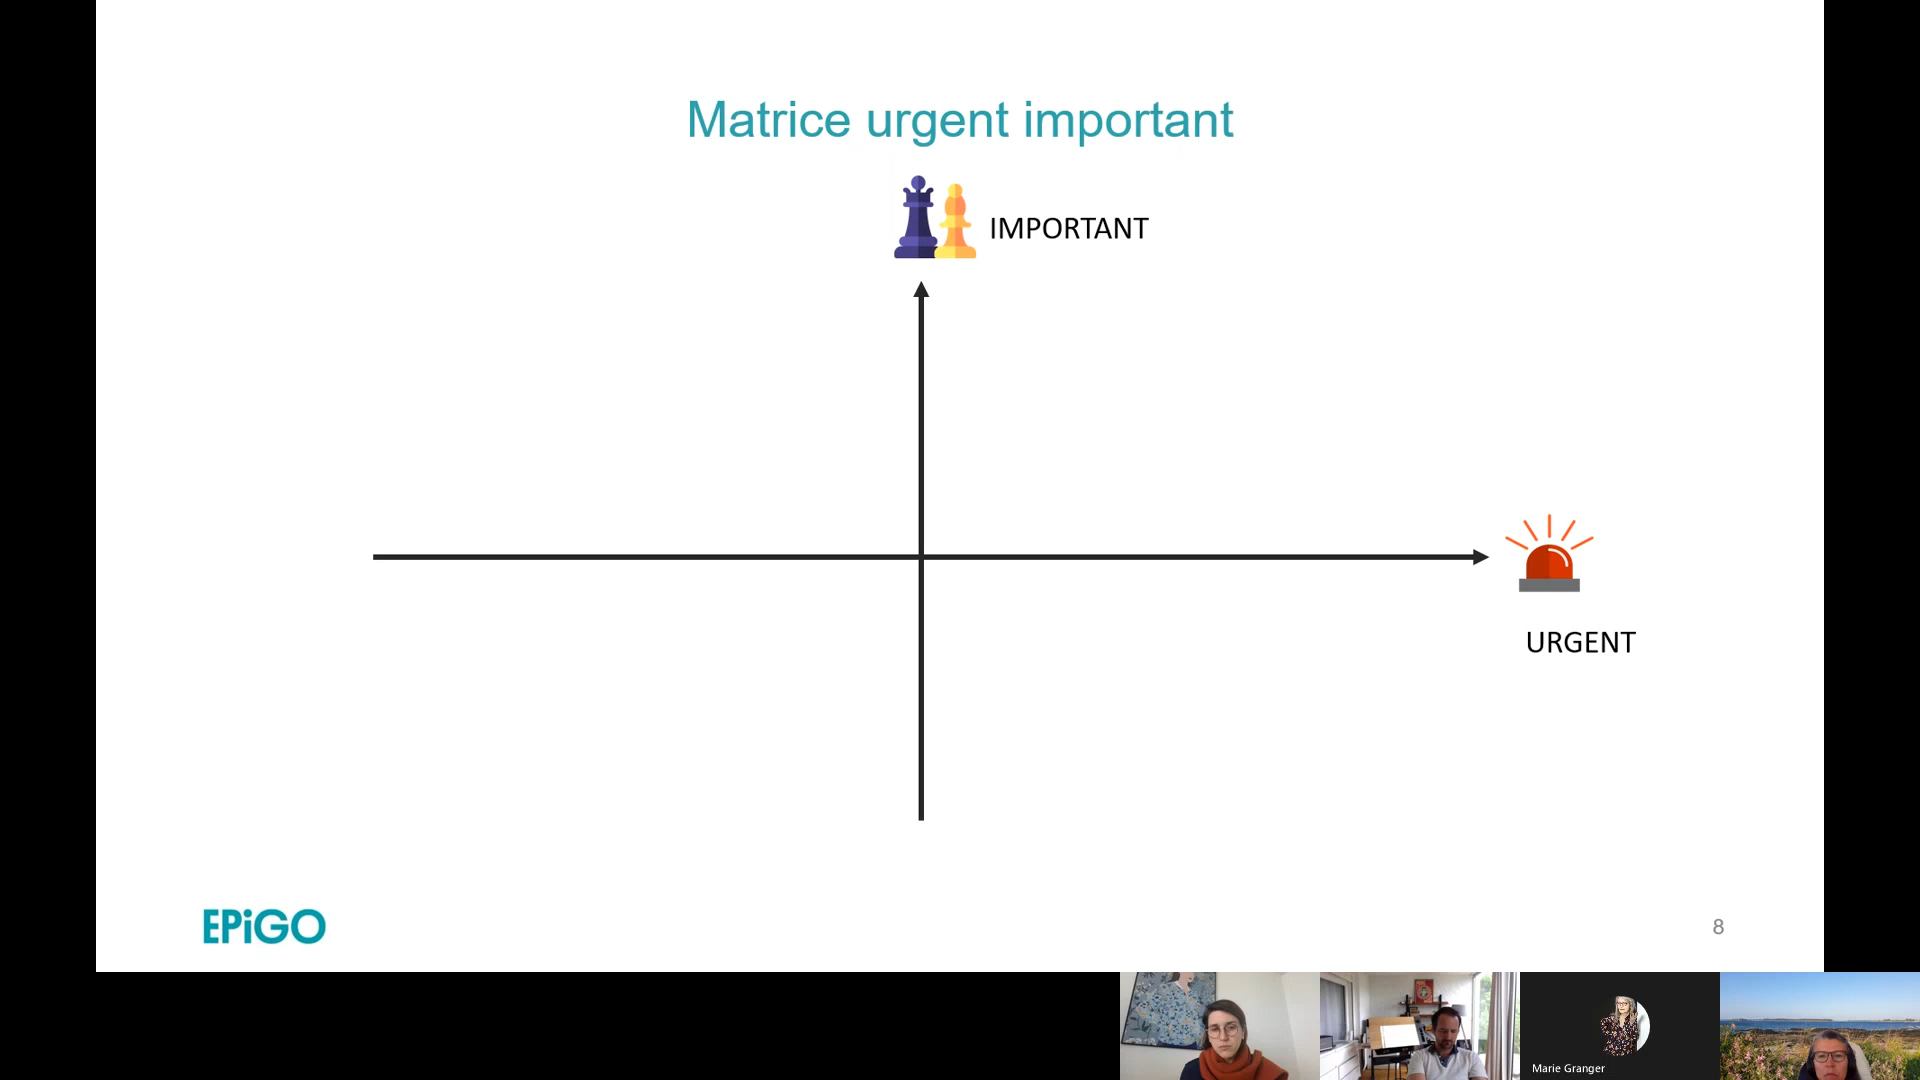 Matrice urgent important
IMPORTANT
URGENT
EPiGO
8
Marie Granger